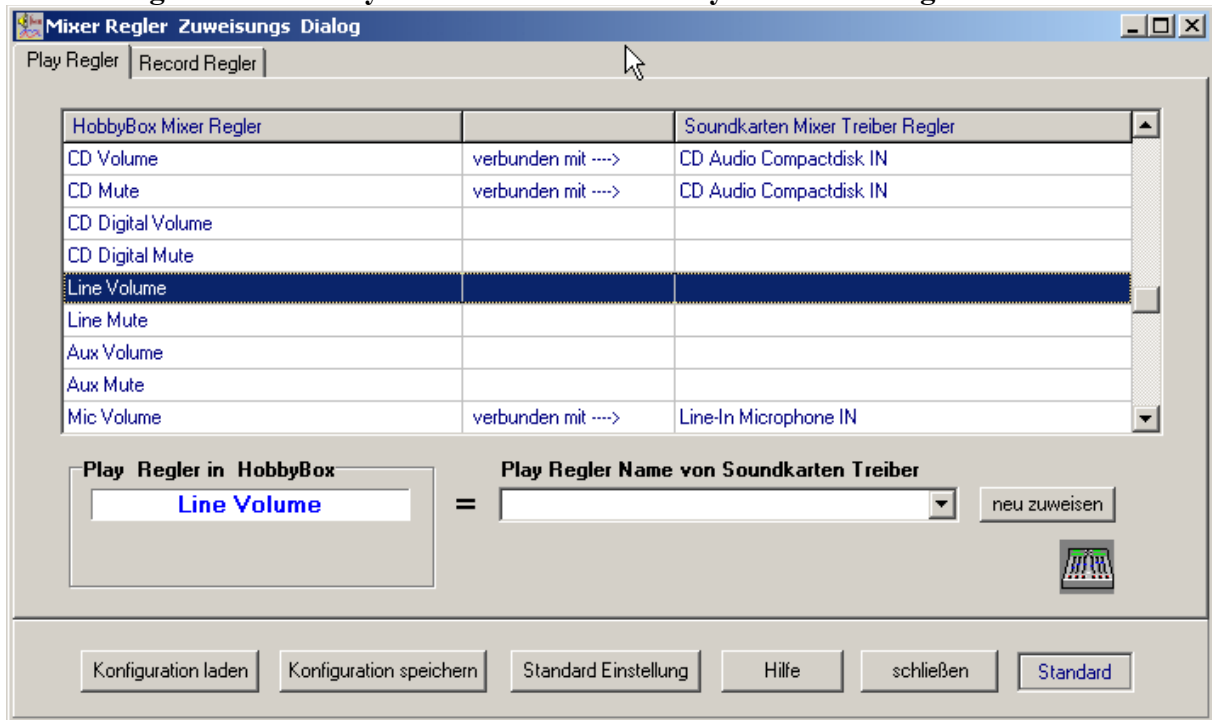 Mixer Regler Zuweisungs Dialog
Play Regler Record Regler
HobbyBox Mixer Regler Soundkarten Mixer Treiber Regler
CD Volume verbunden mit ----> CD Audio Compactdisk IN
CD Mute verbunden mit ----> CD Audio Compactdisk IN
CD Digital Volume
CD Digital Mute
Line Volume
Line Mute
Aux Volume
Aux Mute
Mic Volume verbunden mit ----> Line-In Microphone IN
Play Regler in HobbyBox Play Regler Name von Soundkarten Treiber
Line Volume = neu zuweisen
Konfiguration laden Konfiguration speichern Standard Einstellung Hilfe schließen Standard